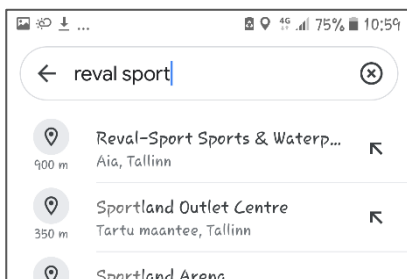 ... 4G 75% 10:59
reval sport
Reval-Sport Sports & Waterp...
900 m Aia, Tallinn
Sportland Outlet Centre
350 m Tartu maantee, Tallinn
Sportland Arena